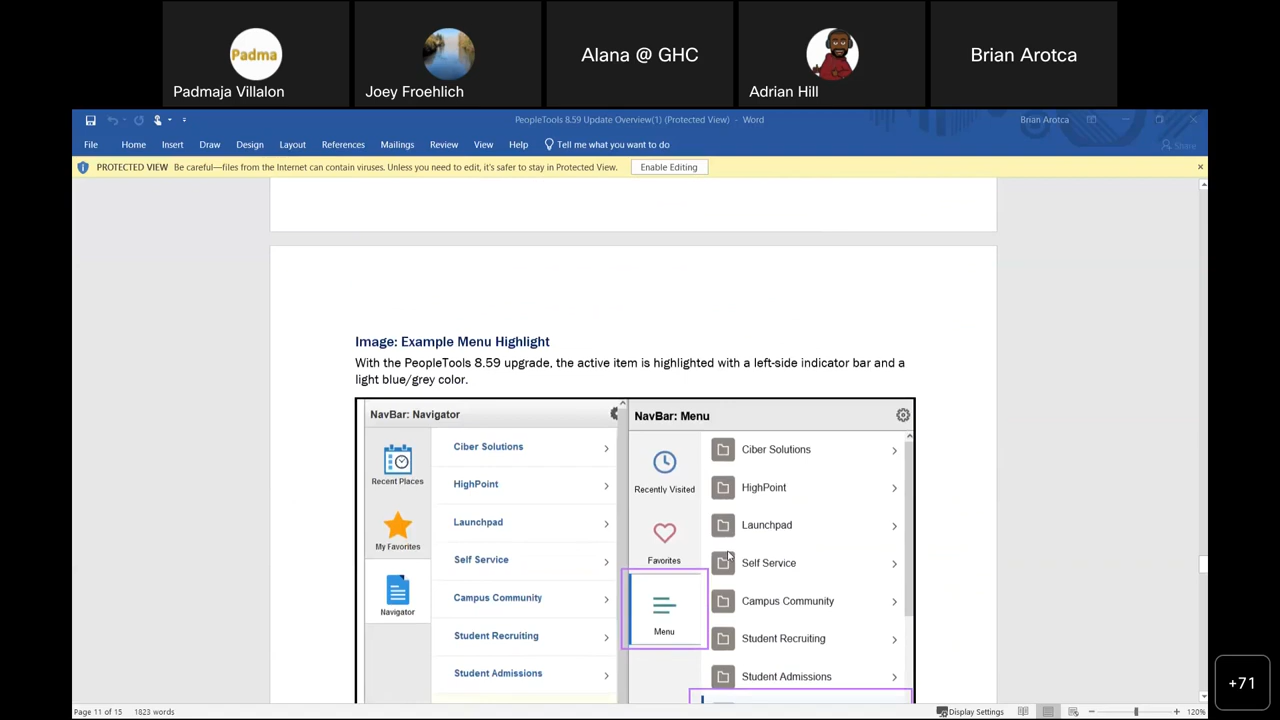 Padma
Padmaja Villalon
Joey Froehlich
Alana @ GHC
Adrian Hill
Brian Arotca
PeopleTools 8.59 Update Overview(1) (Protected View) - Word
Brian Arotca
File Home Insert Draw Design Layout References Mailings Review View Help Tell me what you want to do
Share
PROTECTED VIEW Be careful—files from the Internet can contain viruses. Unless you need to edit, it's safer to stay in Protected View. Enable Editing
Image: Example Menu Highlight
With the PeopleTools 8.59 upgrade, the active item is highlighted with a left-side indicator bar and a
light blue/grey color.
NavBar: Navigator
Recent Places
My Favorites
Navigator
Ciber Solutions
HighPoint
Launchpad
Self Service
Campus Community
Student Recruiting
Student Admissions
NavBar: Menu
Recently Visited
Favorites
Menu
Ciber Solutions
HighPoint
Launchpad
Self Service
Campus Community
Student Recruiting
Student Admissions
+71
Page 11 of 15 1823 words
Display Settings
120%